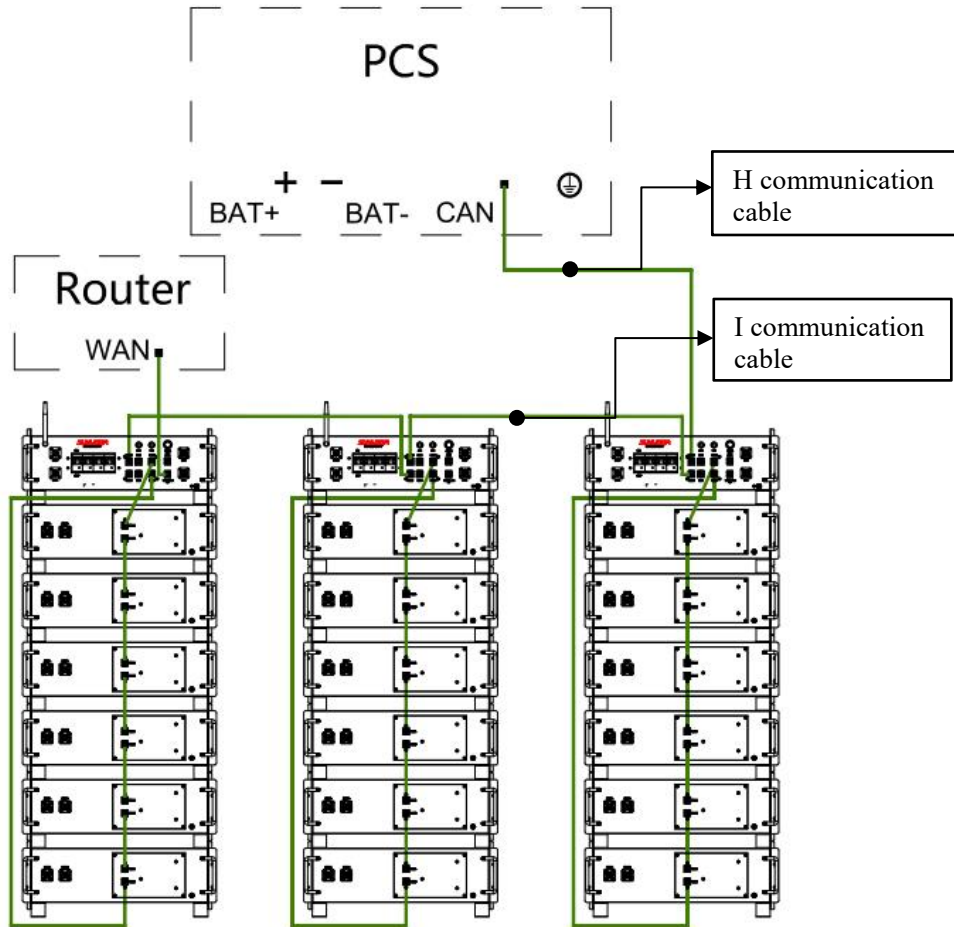 PCS
+ −
BAT+ BAT- CAN
H communication
cable
Router
WAN
I communication
cable